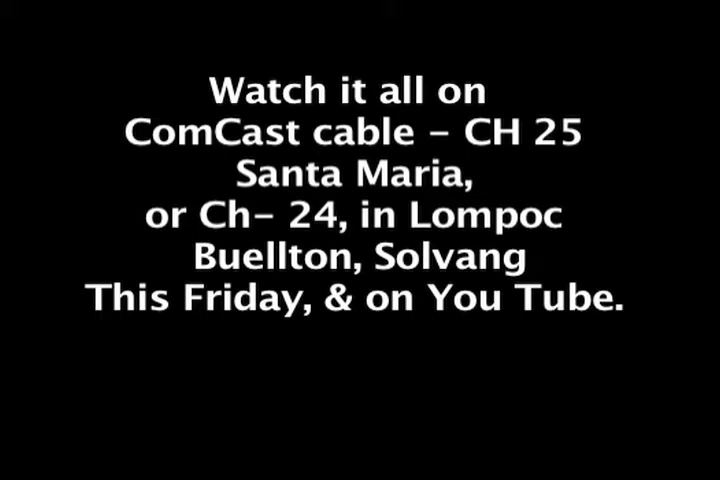 Watch it all on
ComCast cable – CH 25
Santa Maria,
or Ch– 24, in Lompoc
Buellton, Solvang
This Friday, & on You Tube.